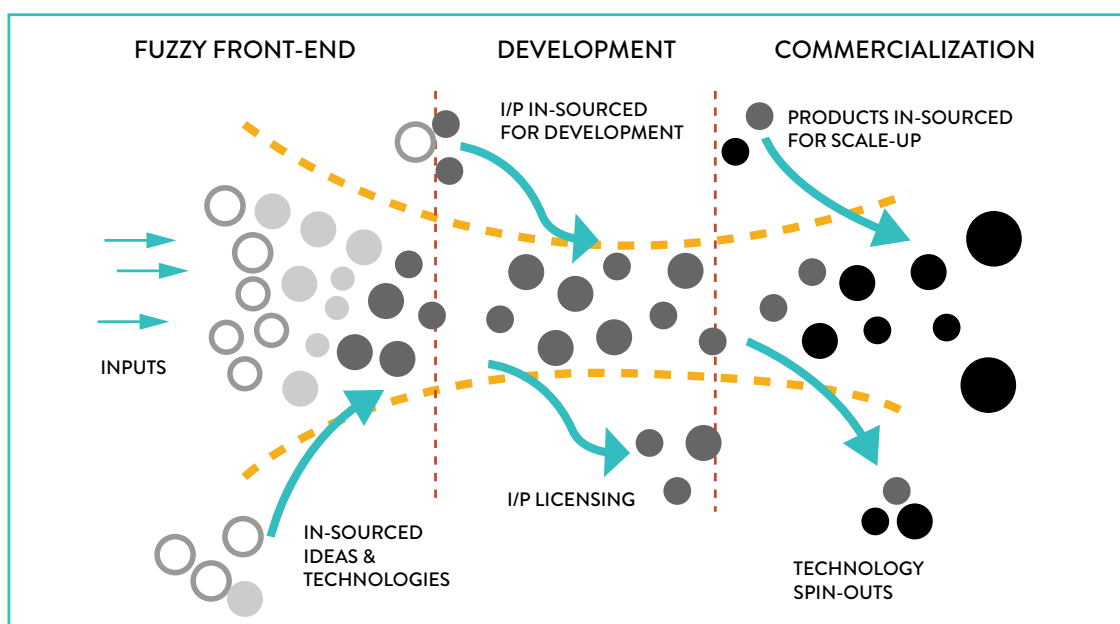 FUZZY FRONT-END
DEVELOPMENT
COMMERCIALIZATION
I/P IN-SOURCED
FOR DEVELOPMENT
PRODUCTS IN-SOURCED
FOR SCALE-UP
INPUTS
I/P LICENSING
IN-SOURCED
IDEAS &
TECHNOLOGIES
TECHNOLOGY
SPIN-OUTS